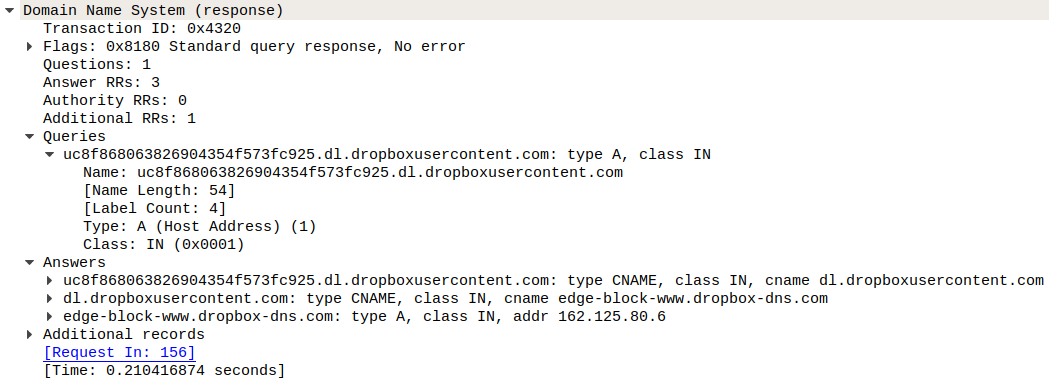 Domain Name System (response)
Transaction ID: 0x4320
Flags: 0x8180 Standard query response, No error
Questions: 1
Answer RRs: 3
Authority RRs: 0
Additional RRs: 1
Queries
uc8f868063826904354f573fc925.dl.dropboxusercontent.com: type A, class IN
Name: uc8f868063826904354f573fc925.dl.dropboxusercontent.com
[Name Length: 54]
[Label Count: 4]
Type: A (Host Address) (1)
Class: IN (0x0001)
Answers
uc8f868063826904354f573fc925.dl.dropboxusercontent.com: type CNAME, class IN, cname dl.dropboxusercontent.com
dl.dropboxusercontent.com: type CNAME, class IN, cname edge-block-www.dropbox-dns.com
edge-block-www.dropbox-dns.com: type A, class IN, addr 162.125.80.6
Additional records
[Request In: 156]
[Time: 0.210416874 seconds]